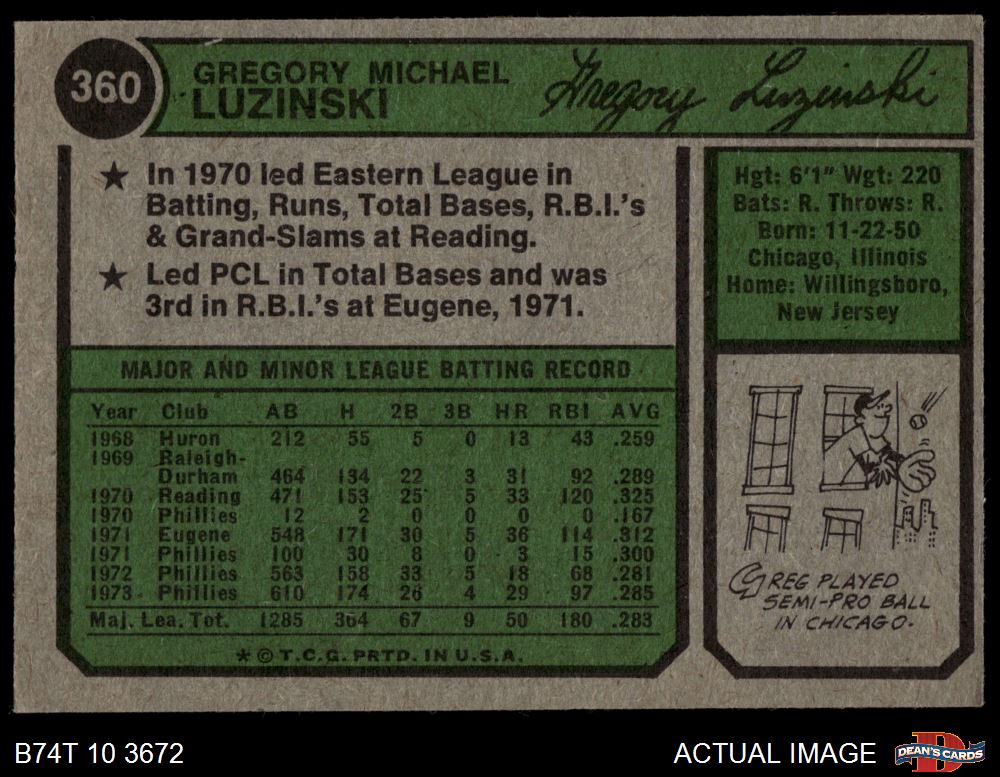 360
GREGORY MICHAEL
LUZINSKI
Gregory Luzinski
★ In 1970 led Eastern League in
Batting, Runs, Total Bases, R.B.I.'s
& Grand-Slams at Reading.
★ Led PCL in Total Bases and was
3rd in R.B.I.'s at Eugene, 1971.
Hgt: 6'1" Wgt: 220
Bats: R. Throws: R.
Born: 11-22-50
Chicago, Illinois
Home: Willingsboro,
New Jersey
MAJOR AND MINOR LEAGUE BATTING RECORD
Year Club AB H 2B 3B HR RBI AVG
1968 Huron 212 55 5 0 13 43 .259
1969 Raleigh-
Durham 464 134 22 3 31 92 .289
1970 Reading 471 153 25 5 33 120 .325
1970 Phillies 12 2 0 0 0 0 .167
1971 Eugene 548 171 30 5 36 114 .312
1971 Phillies 100 30 8 0 3 15 .300
1972 Phillies 563 158 33 5 18 68 .281
1973 Phillies 610 174 26 4 29 97 .285
Maj. Lea. Tot. 1285 364 67 9 50 180 .283
* © T.C.G. PRTD. IN U.S.A.
GREG PLAYED
SEMI-PRO BALL
IN CHICAGO.
B74T 10 3672
ACTUAL IMAGE
DEAN'S CARDS